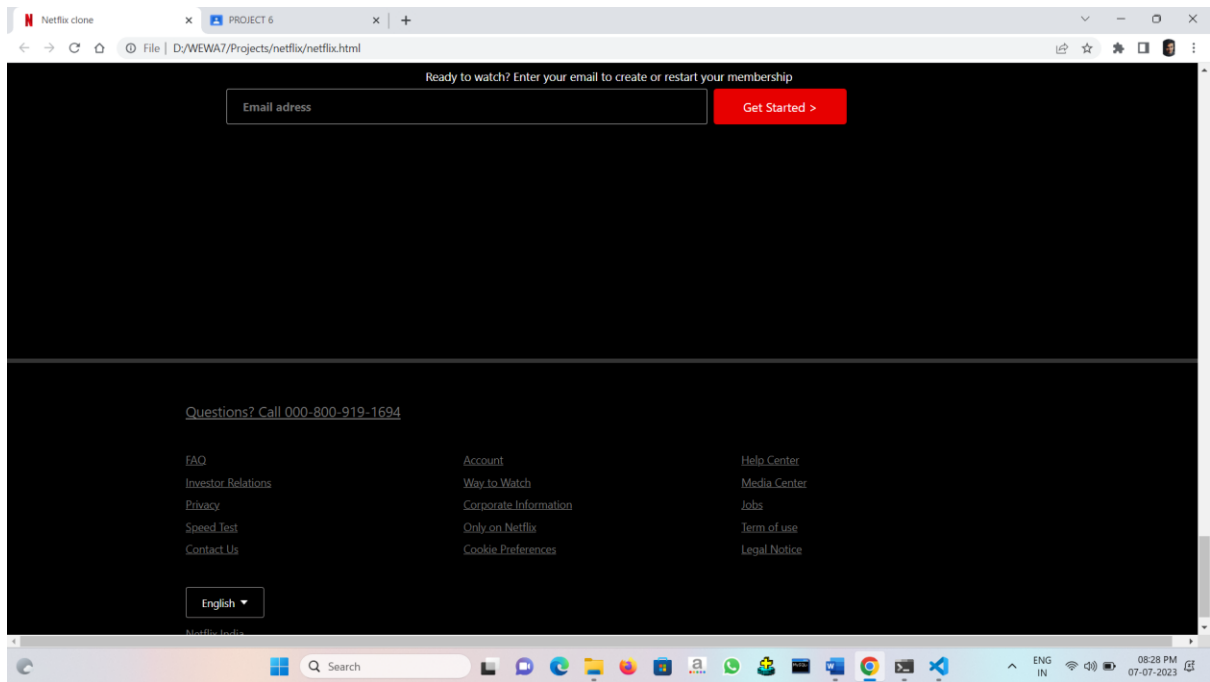 Netflix clone
PROJECT 6
File | D:/WEWA7/Projects/netflix/netflix.html
Ready to watch? Enter your email to create or restart your membership
Email adress Get Started >
Questions? Call 000-800-919-1694
FAQ Account Help Center
Investor Relations Way to Watch Media Center
Privacy Corporate Information Jobs
Speed Test Only on Netflix Term of use
Contact Us Cookie Preferences Legal Notice
English
Netflix India
Search
ENG 08:28 PM
IN 07-07-2023